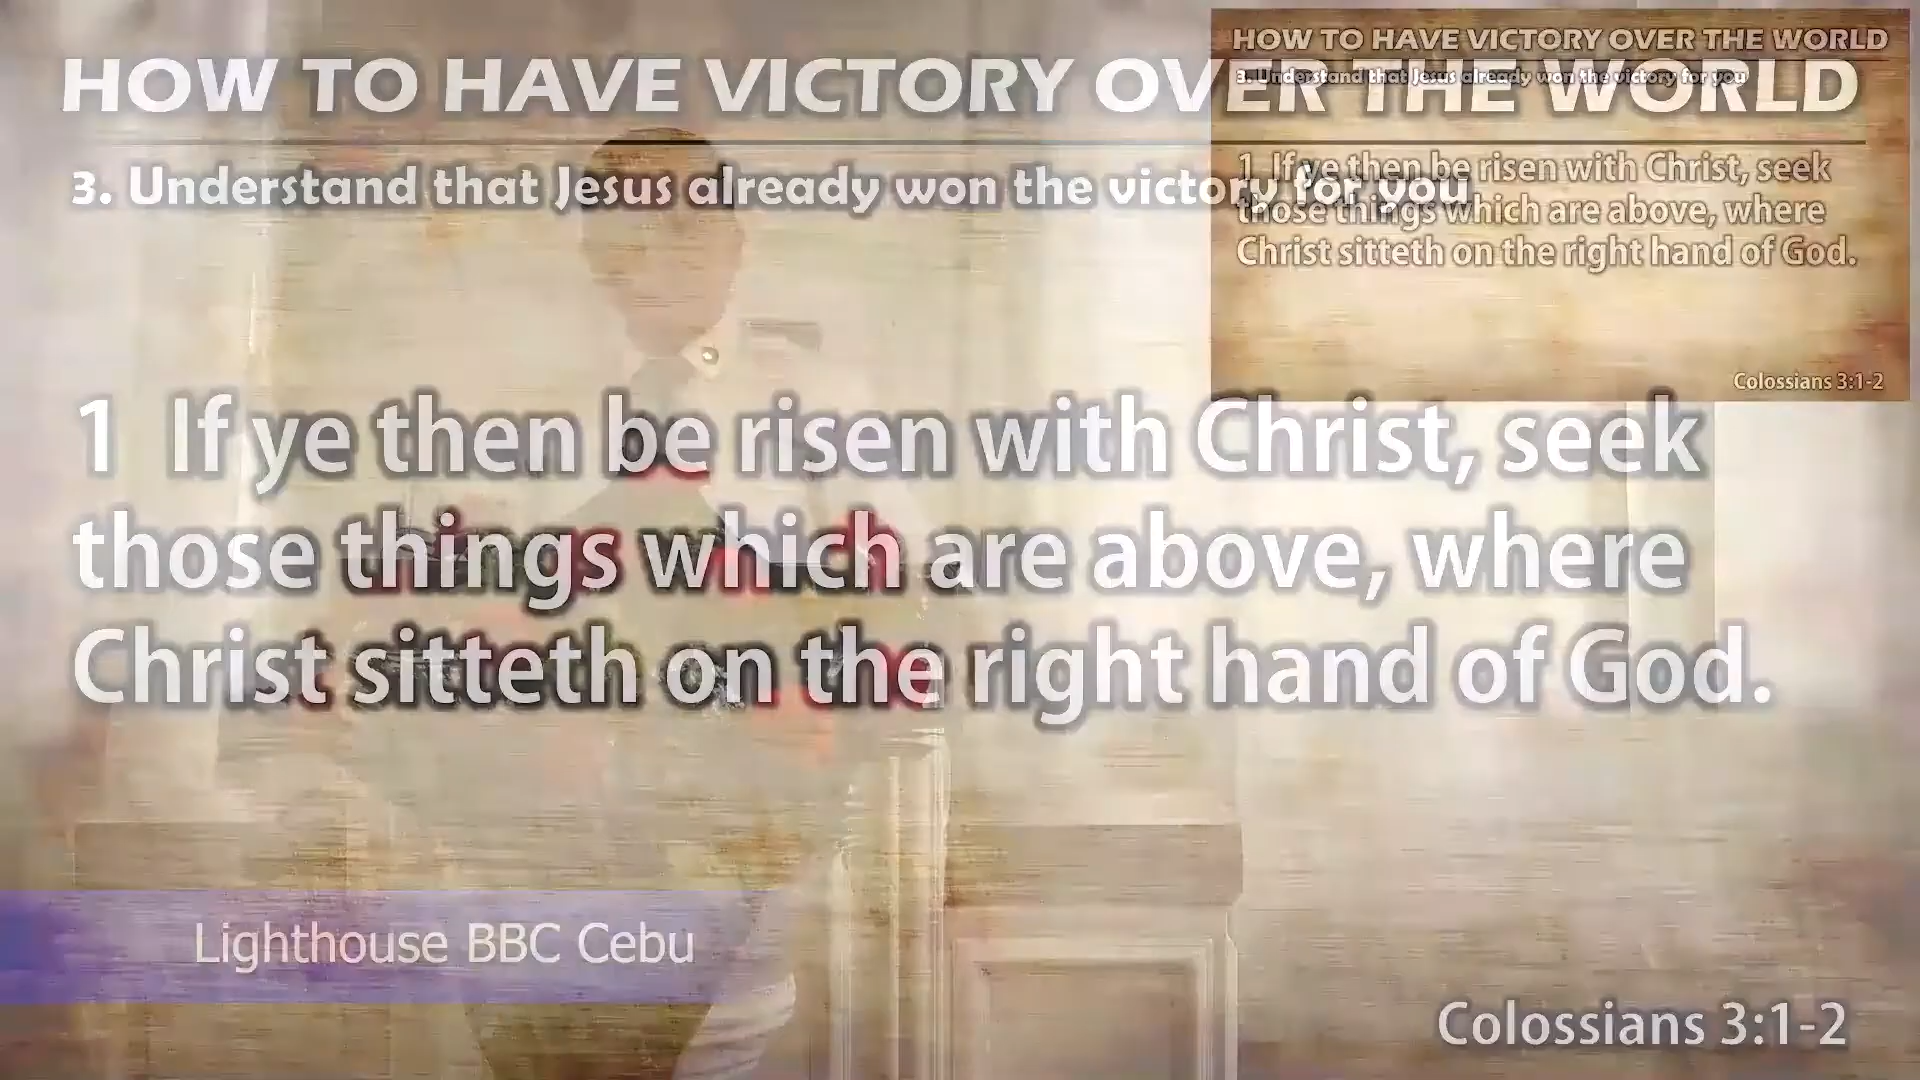 HOW TO HAVE VICTORY OVER THE WORLD
3. Understand that Jesus already won the victory for you
1 If ye then be risen with Christ, seek
those things which are above, where
Christ sitteth on the right hand of God.
Colossians 3:1-2
HOW TO HAVE VICTORY OVER THE WORLD
3. Understand that Jesus already won the victory for you
1 If ye then be risen with Christ, seek
those things which are above, where
Christ sitteth on the right hand of God.
Colossians 3:1-2
Lighthouse BBC Cebu